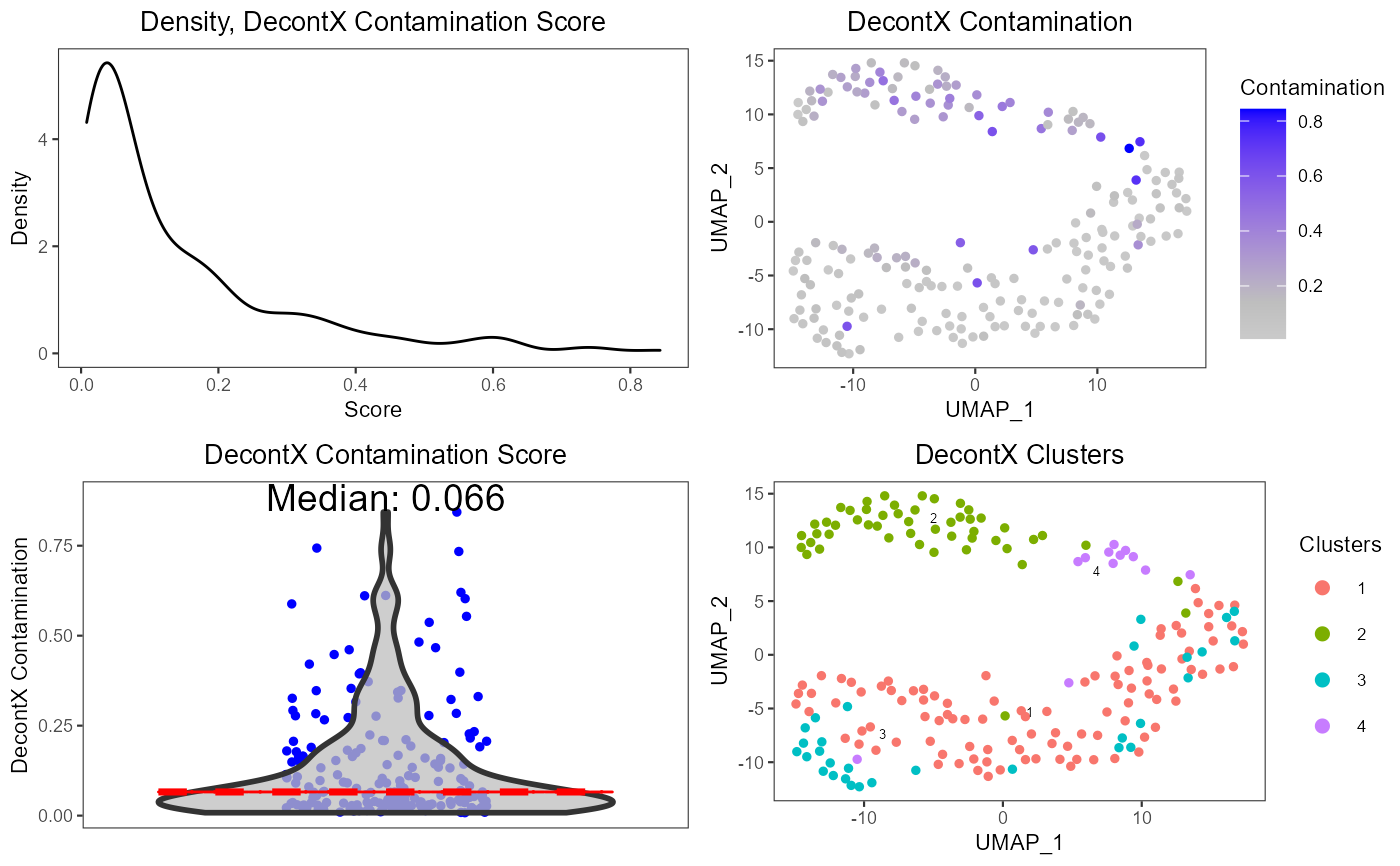 Density, DecontX Contamination Score
Density
4
2
0
0.0 0.2 0.4 0.6 0.8
Score
DecontX Contamination
UMAP_2
15
10
5
0
-5
-10
-10 0 10
UMAP_1
Contamination
0.8
0.6
0.4
0.2
DecontX Contamination Score
Median: 0.066
DecontX Contamination
0.75
0.50
0.25
0.00
DecontX Clusters
UMAP_2
15
10
5
0
-5
-10
2
4
1
3
-10 0 10
UMAP_1
Clusters
1
2
3
4